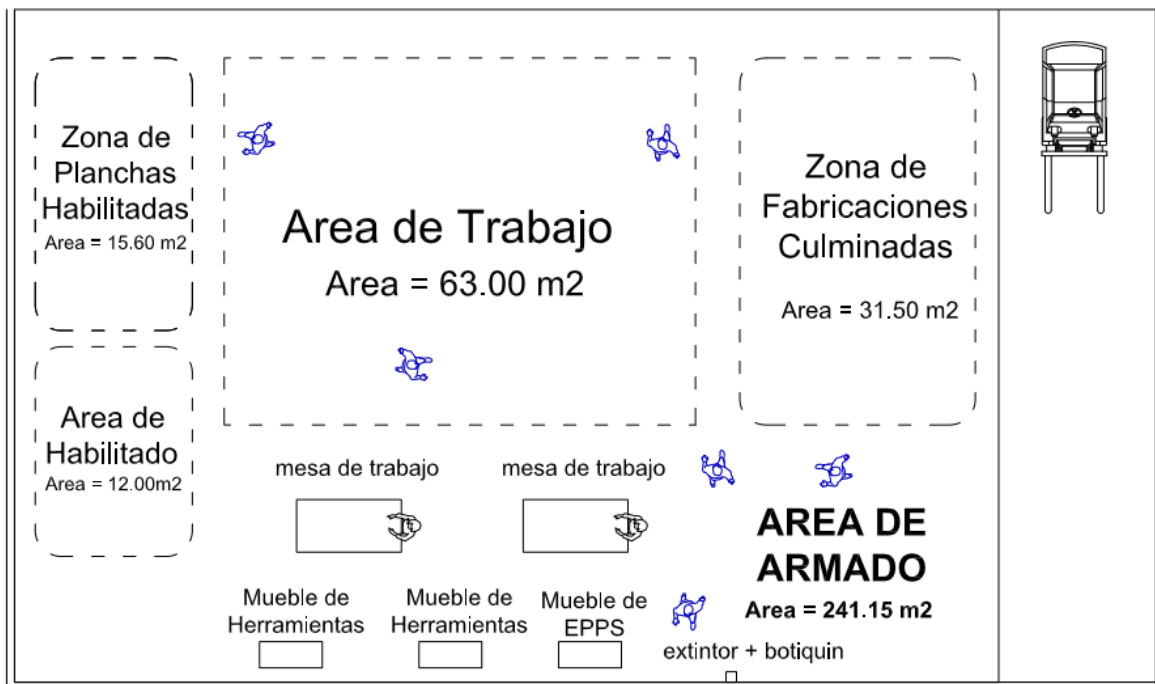 Zona de
Planchas
Habilitadas
Area = 15.60 m2
Area de Trabajo
Area = 63.00 m2
Zona de
Fabricaciones
Culminadas
Area = 31.50 m2
Area de
Habilitado
Area = 12.00m2
mesa de trabajo
mesa de trabajo
AREA DE
ARMADO
Area = 241.15 m2
Mueble de
Herramientas
Mueble de
Herramientas
Mueble de
EPPS
extintor + botiquin